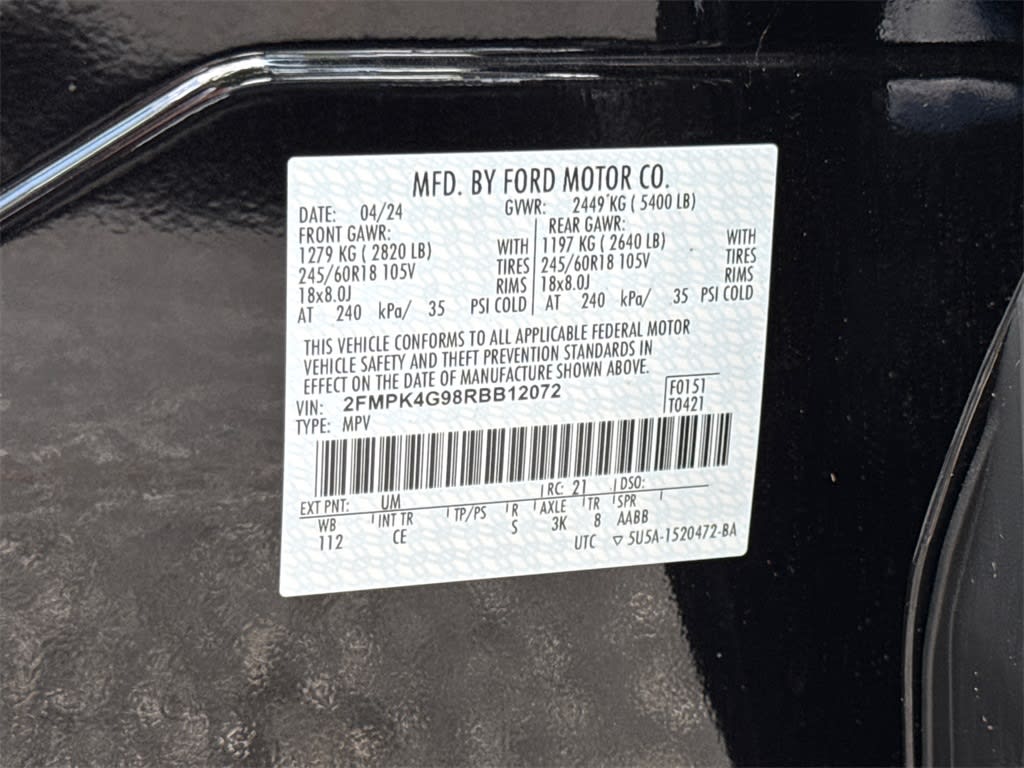 MFD. BY FORD MOTOR CO.
DATE: 04/24 GVWR: 2449 KG ( 5400 LB)
FRONT GAWR: REAR GAWR:
1279 KG ( 2820 LB) WITH 1197 KG ( 2640 LB) WITH
245/60R18 105V TIRES 245/60R18 105V TIRES
18x8.0J RIMS 18x8.0J RIMS
AT 240 kPa/ 35 PSI COLD AT 240 kPa/ 35 PSI COLD
THIS VEHICLE CONFORMS TO ALL APPLICABLE FEDERAL MOTOR
VEHICLE SAFETY AND THEFT PREVENTION STANDARDS IN
EFFECT ON THE DATE OF MANUFACTURE SHOWN ABOVE.
VIN: 2FMPK4G98RBB12072 F0151
TYPE: MPV T0421
EXT PNT: UM RC: 21 DSO:
WB INT TR TP/PS R AXLE TR SPR
112 CE S 3K 8 AABB
UTC ▽ 5U5A-1520472-BA